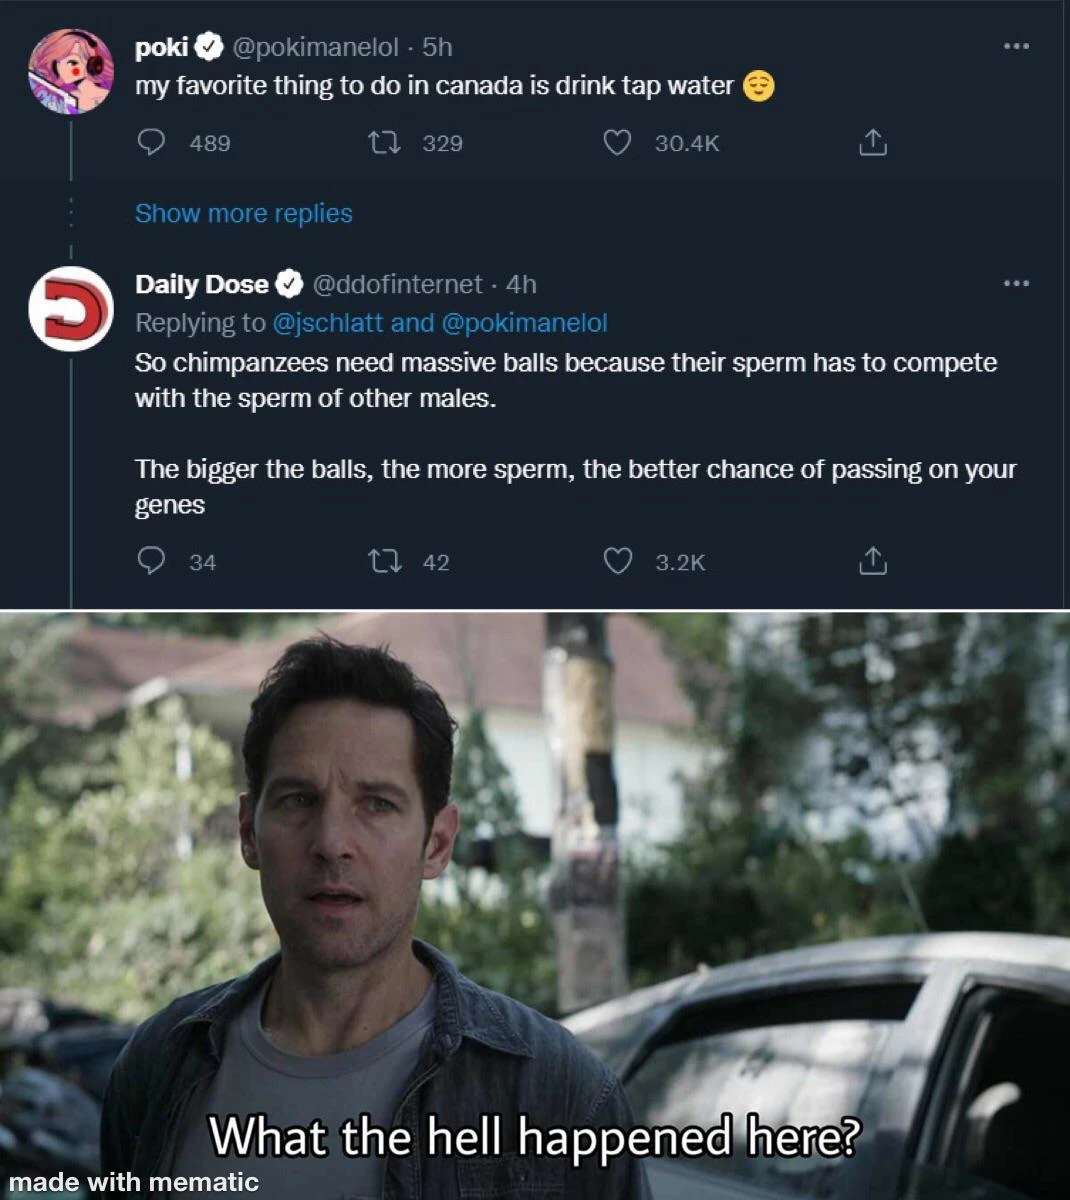 poki @pokimanelol · 5h
my favorite thing to do in canada is drink tap water 😌
489 329 30.4K
Show more replies
Daily Dose @ddofinternet · 4h
Replying to @jschlatt and @pokimanelol
So chimpanzees need massive balls because their sperm has to compete
with the sperm of other males.
The bigger the balls, the more sperm, the better chance of passing on your
genes
34 42 3.2K
What the hell happened here?
made with mematic